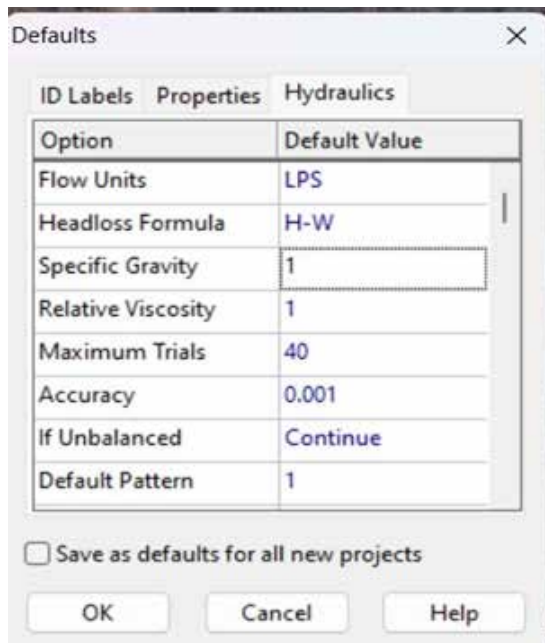 Defaults
ID Labels Properties Hydraulics
Option Default Value
Flow Units LPS
Headloss Formula H-W
Specific Gravity 1
Relative Viscosity 1
Maximum Trials 40
Accuracy 0.001
If Unbalanced Continue
Default Pattern 1
Save as defaults for all new projects
OK Cancel Help